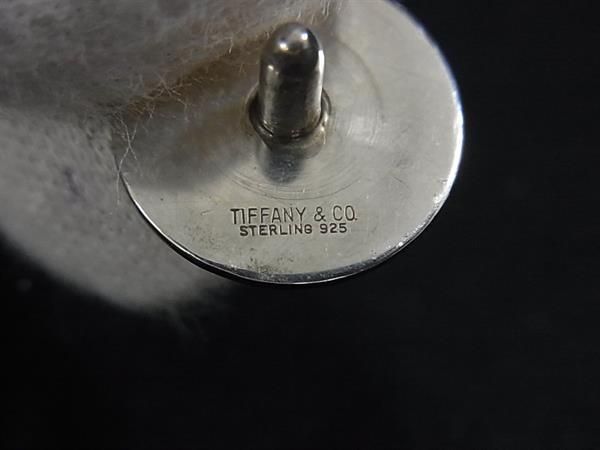 TIFFANY & CO.
STERLING 925